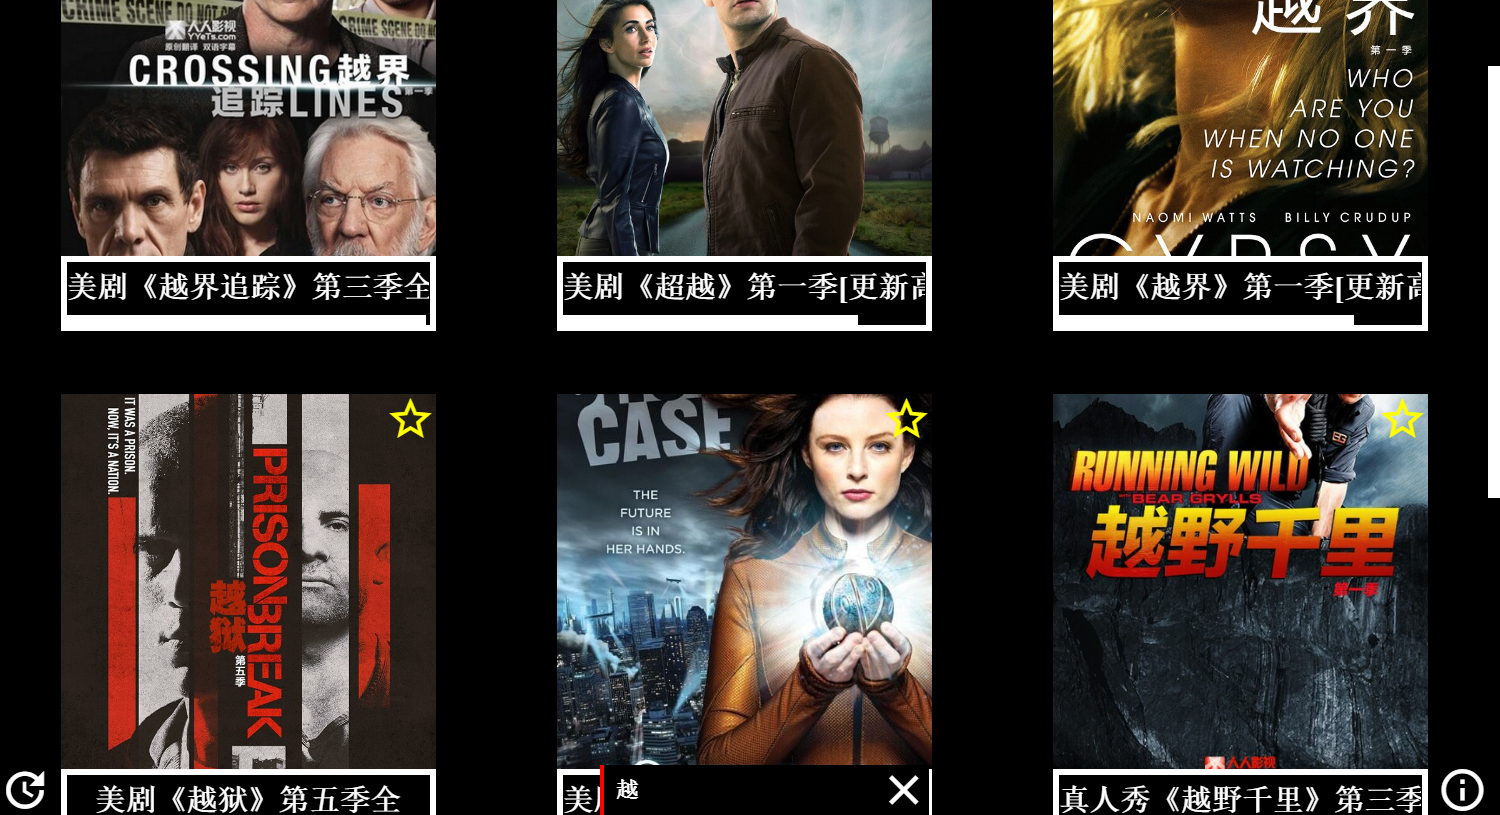 CRIME SCENE DO NOT
CRIME SCENE DO NOT
人人影视
YYeTs.com
原创翻译 双语字幕
CROSSING越界
追踪LINES
第一季
美剧《越界追踪》第三季全
美剧《超越》第一季[更新高
越界
第一季
WHO
ARE YOU
WHEN NO ONE
IS WATCHING?
NAOMI WATTS BILLY CRUDUP
GYPSY
美剧《越界》第一季[更新高
IT WAS A PRISON.
NOW, IT'S A NATION.
PRISON BREAK
越狱
第五季
美剧《越狱》第五季全
CASE
THE
FUTURE
IS IN
HER HANDS.
美
越
RUNNING WILD
WITH BEAR GRYLLS
越野千里
第一季
人人影视
真人秀《越野千里》第三季